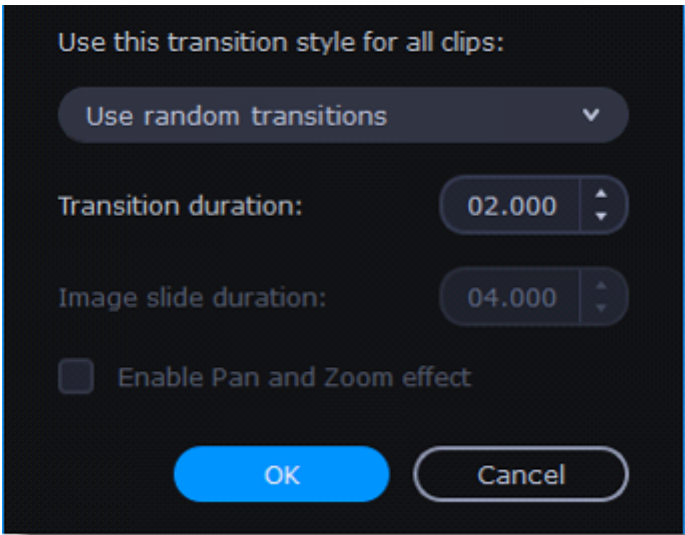 Use this transition style for all clips:
Use random transitions
Transition duration: 02.000
Image slide duration: 04.000
Enable Pan and Zoom effect
OK Cancel